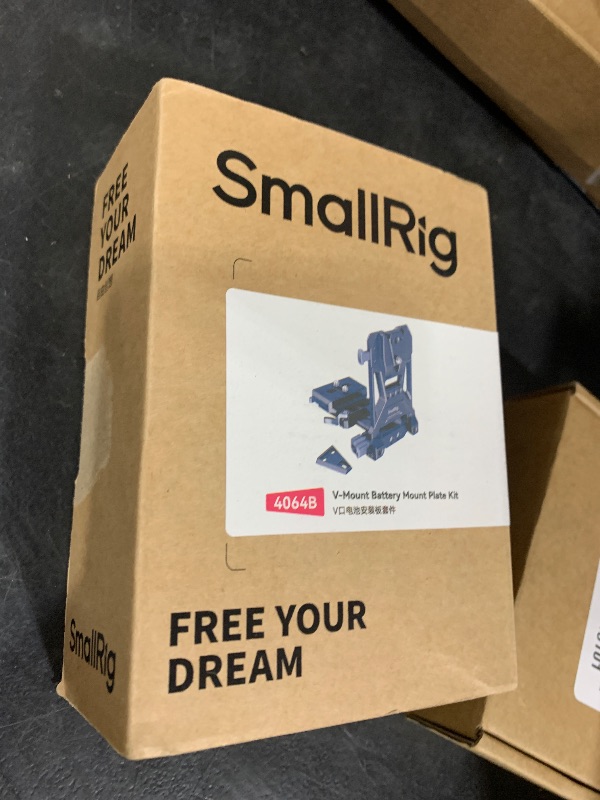 SmallRig
4064B
V-Mount Battery Mount Plate Kit
V口电池安装板套件
FREE YOUR
DREAM
FREE
YOUR
DREAM
SmallRig